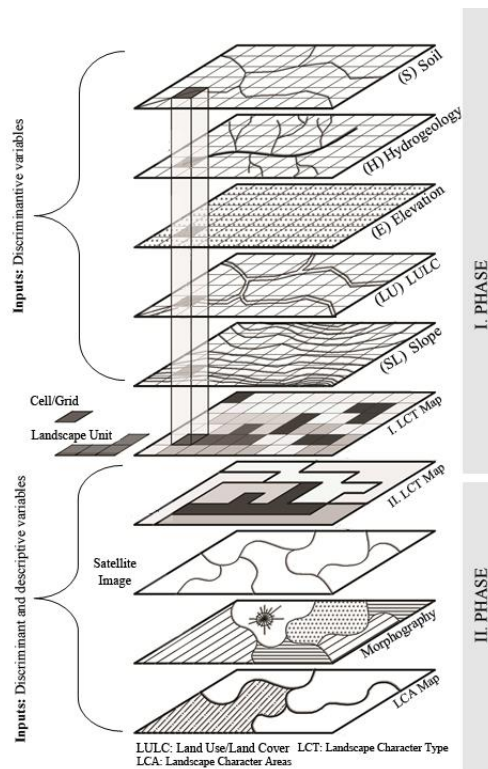 (S) Soil
(H) Hydrogeology
(E) Elevation
(LU) LULC
(SL) Slope
Inputs: Discriminantive variables
I. PHASE
Cell/Grid
Landscape Unit
I. LCT Map
II. LCT Map
Satellite
Image
Morphography
LCA Map
Inputs: Discriminant and descriptive variables
II. PHASE
LULC: Land Use/Land Cover LCT: Landscape Character Type
LCA: Landscape Character Areas